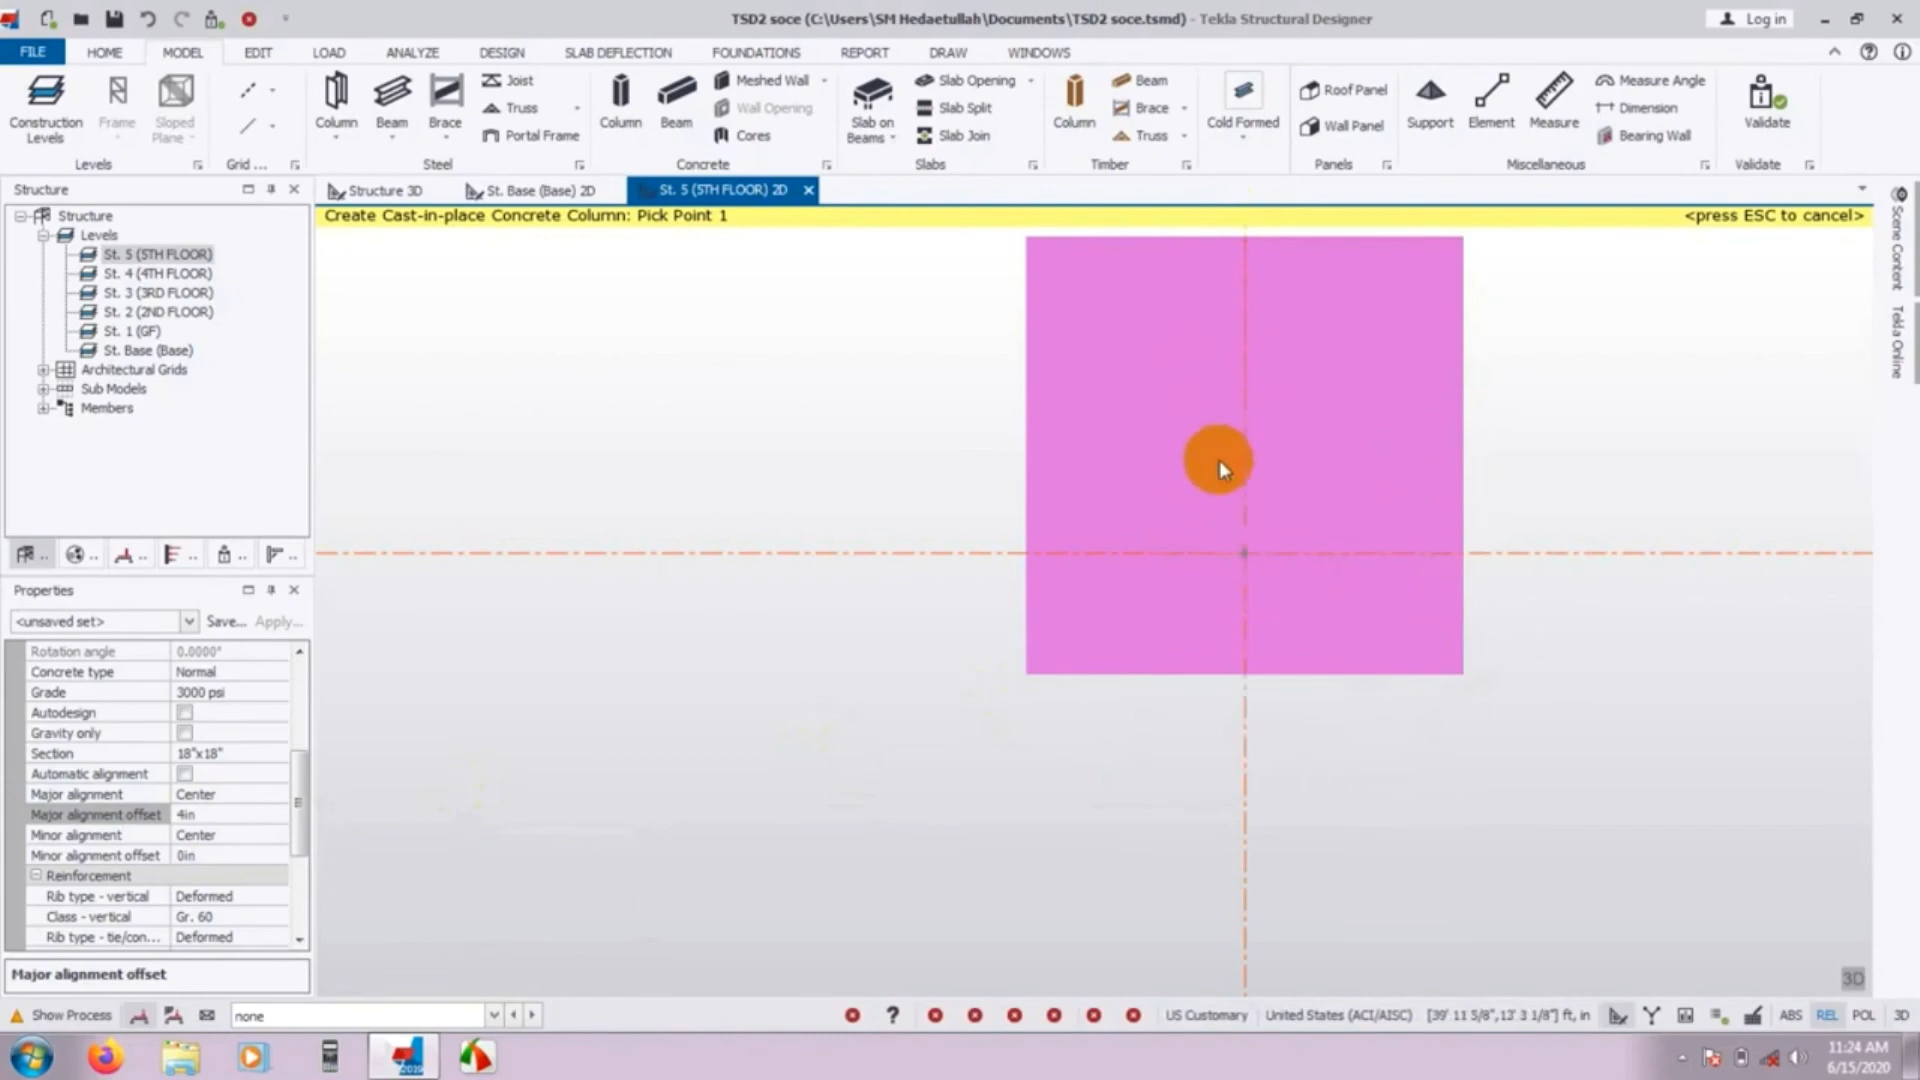 TSD2 soce (C:\Users\SM Hedaetullah\Documents\TSD2 soce.tsmd) - Tekla Structural Designer
Log in
FILE HOME MODEL EDIT LOAD ANALYZE DESIGN SLAB DEFLECTION FOUNDATIONS REPORT DRAW WINDOWS
Construction Levels
Frame
Sloped Plane
Levels
Grid ...
Column
Beam
Brace
Joist
Truss
Portal Frame
Steel
Column
Beam
Meshed Wall
Wall Opening
Cores
Concrete
Slab on Beams
Slab Opening
Slab Split
Slab Join
Slabs
Column
Beam
Brace
Truss
Timber
Cold Formed
Roof Panel
Wall Panel
Panels
Support
Element
Measure
Measure Angle
Dimension
Bearing Wall
Miscellaneous
Validate
Validate
Structure
Structure 3D
St. Base (Base) 2D
St. 5 (5TH FLOOR) 2D
Create Cast-in-place Concrete Column: Pick Point 1
<press ESC to cancel>
Structure
Levels
St. 5 (5TH FLOOR)
St. 4 (4TH FLOOR)
St. 3 (3RD FLOOR)
St. 2 (2ND FLOOR)
St. 1 (GF)
St. Base (Base)
Architectural Grids
Sub Models
Members
Scene Content
Tekla Online
Properties
<unsaved set> Save... Apply...
Rotation angle 0.0000°
Concrete type Normal
Grade 3000 psi
Autodesign
Gravity only
Section 18"x18"
Automatic alignment
Major alignment Center
Major alignment offset 4in
Minor alignment Center
Minor alignment offset 0in
Reinforcement
Rib type - vertical Deformed
Class - vertical Gr. 60
Rib type - tie/con... Deformed
Major alignment offset
3D
Show Process
none
US Customary
United States (ACI/AISC)
[39' 11 5/8",13' 3 1/8"] ft, in
ABS REL POL 3D
2019
11:24 AM
6/15/2020